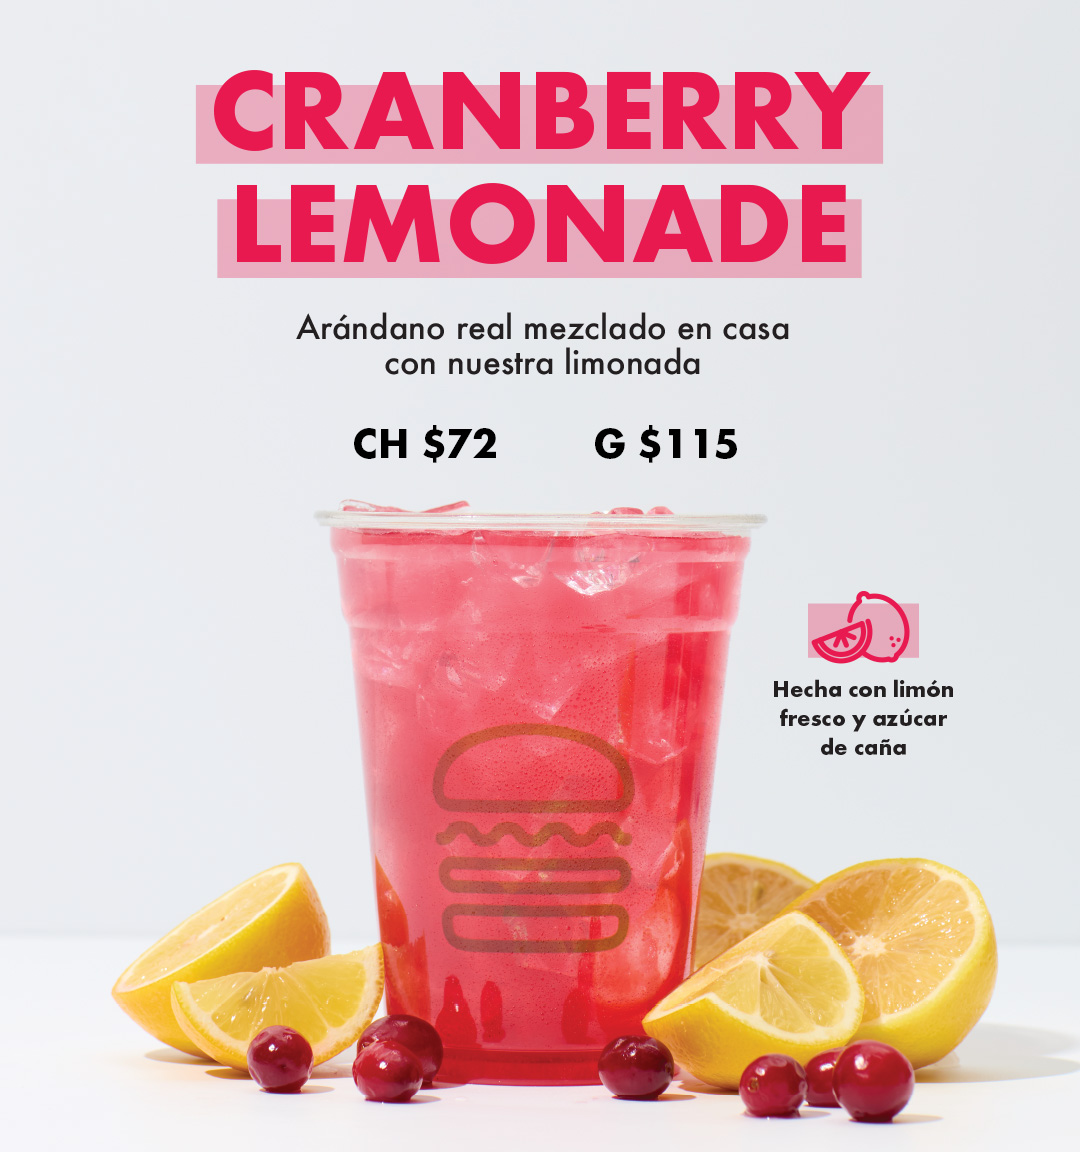 CRANBERRY
LEMONADE
Arándano real mezclado en casa
con nuestra limonada
CH $72 G $115
Hecha con limón
fresco y azúcar
de caña